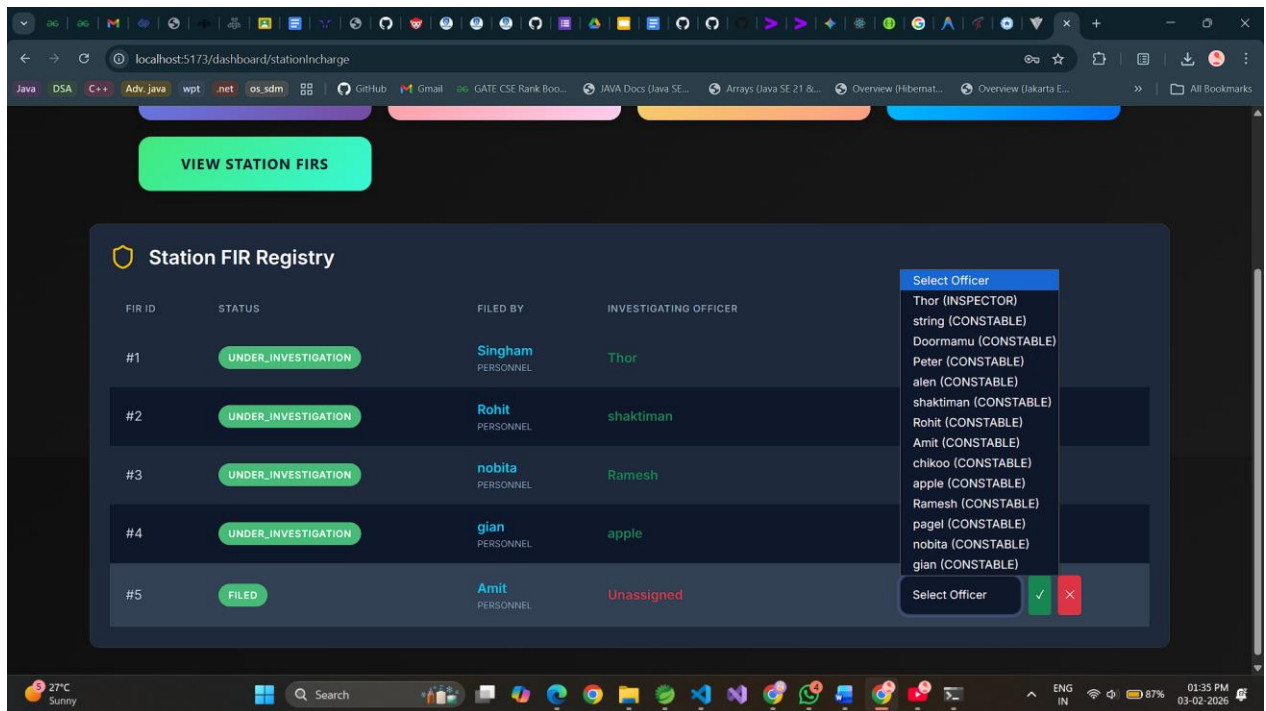 localhost:5173/dashboard/stationIncharge
Java DSA C++ Adv. java wpt .net os_sdm GitHub Gmail GATE CSE Rank Boo... JAVA Docs (Java SE... Arrays (Java SE 21 &... Overview (Hibernat... Overview (Jakarta E... » All Bookmarks
VIEW STATION FIRS
Station FIR Registry
Select Officer
Thor (INSPECTOR)
string (CONSTABLE)
Doormamu (CONSTABLE)
Peter (CONSTABLE)
alen (CONSTABLE)
shaktiman (CONSTABLE)
Rohit (CONSTABLE)
Amit (CONSTABLE)
chikoo (CONSTABLE)
apple (CONSTABLE)
Ramesh (CONSTABLE)
pagel (CONSTABLE)
nobita (CONSTABLE)
gian (CONSTABLE)
FIR ID STATUS FILED BY INVESTIGATING OFFICER
#1 UNDER_INVESTIGATION Singham Thor
PERSONNEL
#2 UNDER_INVESTIGATION Rohit shaktiman
PERSONNEL
#3 UNDER_INVESTIGATION nobita Ramesh
PERSONNEL
#4 UNDER_INVESTIGATION gian apple
PERSONNEL
#5 FILED Amit Unassigned Select Officer
PERSONNEL
5 27°C Search 4 ENG 87% 01:35 PM
Sunny IN 03-02-2026